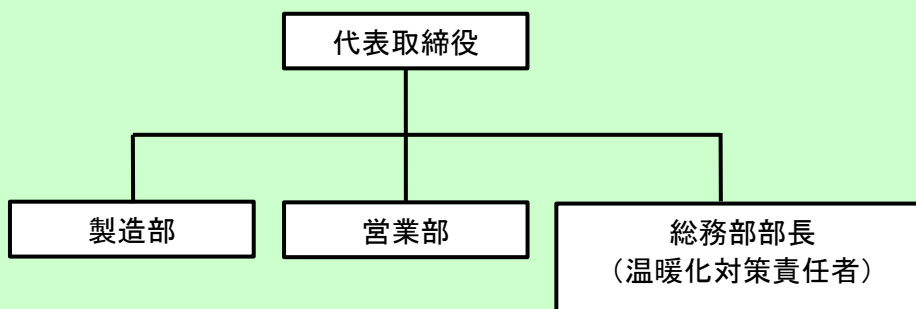 代表取締役
製造部
営業部
総務部部長
（温暖化対策責任者）